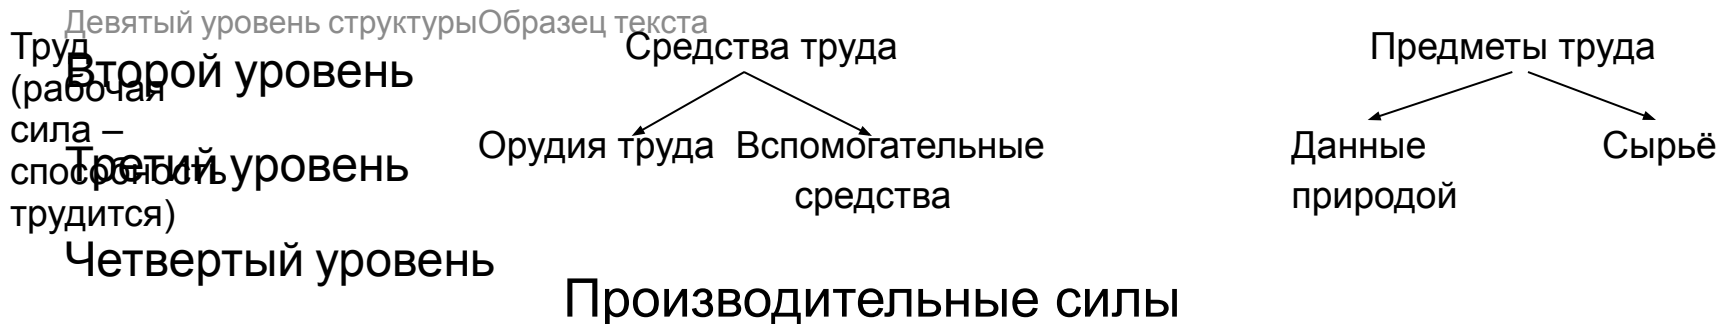 Девятый уровень структурыОбразец текста
Второй уровень
Третий уровень
Четвертый уровень
Труд
(рабочая
сила –
способность
трудится)
Средства труда
Орудия труда
Вспомогательные
средства
Предметы труда
Данные
природой
Сырьё
Производительные силы